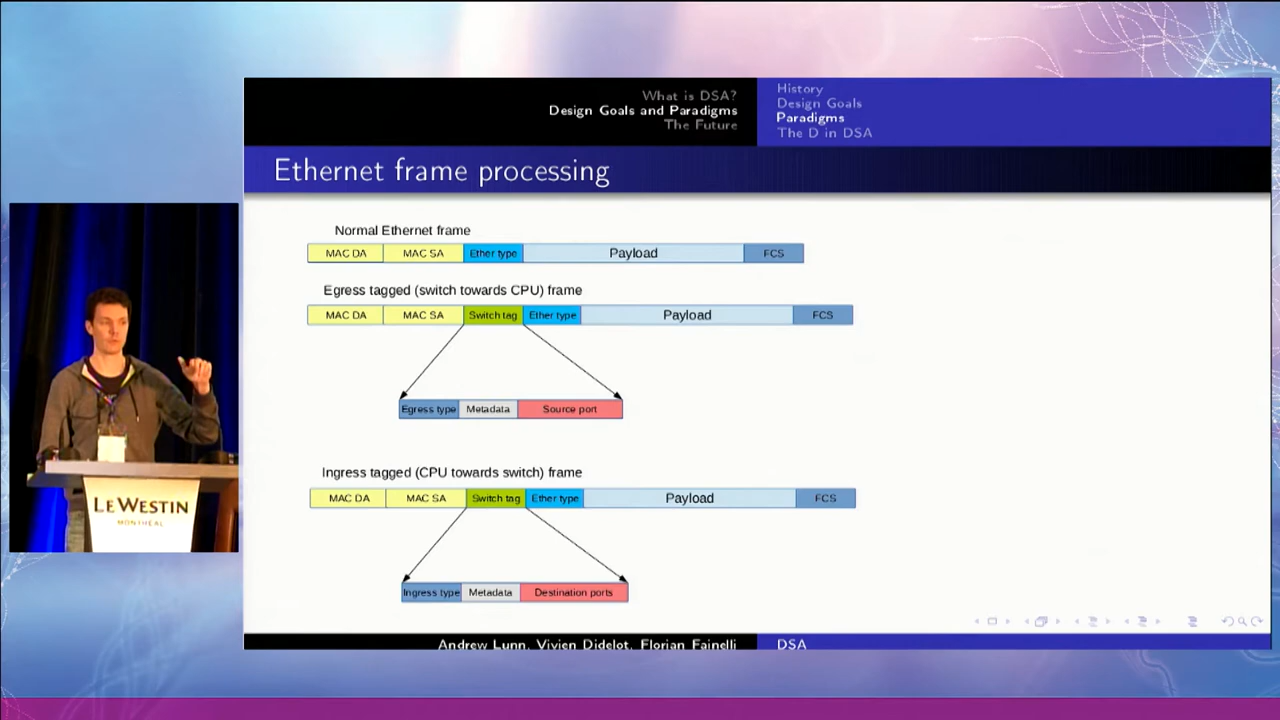 What is DSA?
Design Goals and Paradigms
The Future
History
Design Goals
Paradigms
The D in DSA
Ethernet frame processing
Normal Ethernet frame
MAC DA MAC SA Ether type Payload FCS
Egress tagged (switch towards CPU) frame
MAC DA MAC SA Switch tag Ether type Payload FCS
Egress type Metadata Source port
Ingress tagged (CPU towards switch) frame
MAC DA MAC SA Switch tag Ether type Payload FCS
Ingress type Metadata Destination ports
Andrew Lunn, Vivien Didelot, Florian Fainelli DSA
LE WESTIN
MONTRÉAL